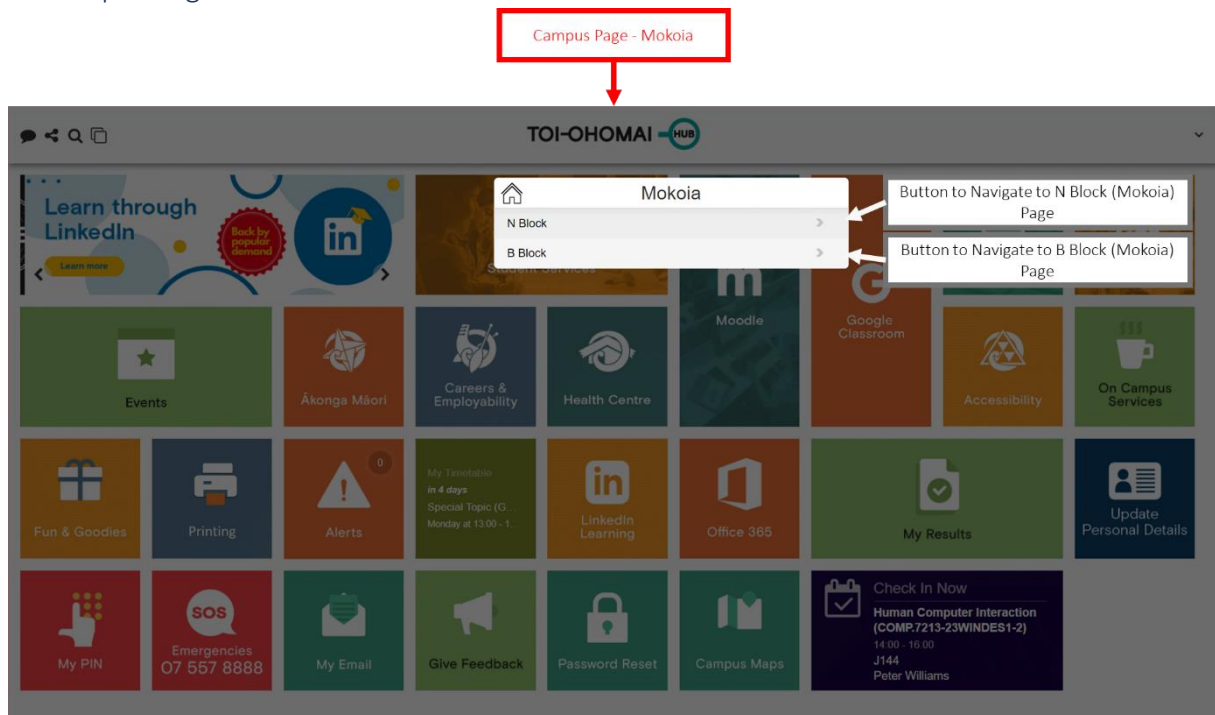 Campus Page - Mokoia
TOI-OHOMAI HUB
Learn through
LinkedIn
Back by
popular
demand
Learn more
in
Student Services
Mokoia
N Block
B Block
Button to Navigate to N Block (Mokoia)
Page
Button to Navigate to B Block (Mokoia)
Page
m
Moodle
G
Google
Classroom
Events
Ākonga Māori
Careers &
Employability
Health Centre
Accessibility
On Campus
Services
Fun & Goodies
Printing
0
Alerts
My Timetable
in 4 days
Special Topic (G...
Monday at 13:00 - 1...
in
LinkedIn
Learning
Office 365
My Results
Update
Personal Details
My PIN
SOS
Emergencies
07 557 8888
My Email
Give Feedback
Password Reset
Campus Maps
Check In Now
Human Computer Interaction
(COMP.7213-23WINDES1-2)
14:00 - 16:00
J144
Peter Williams